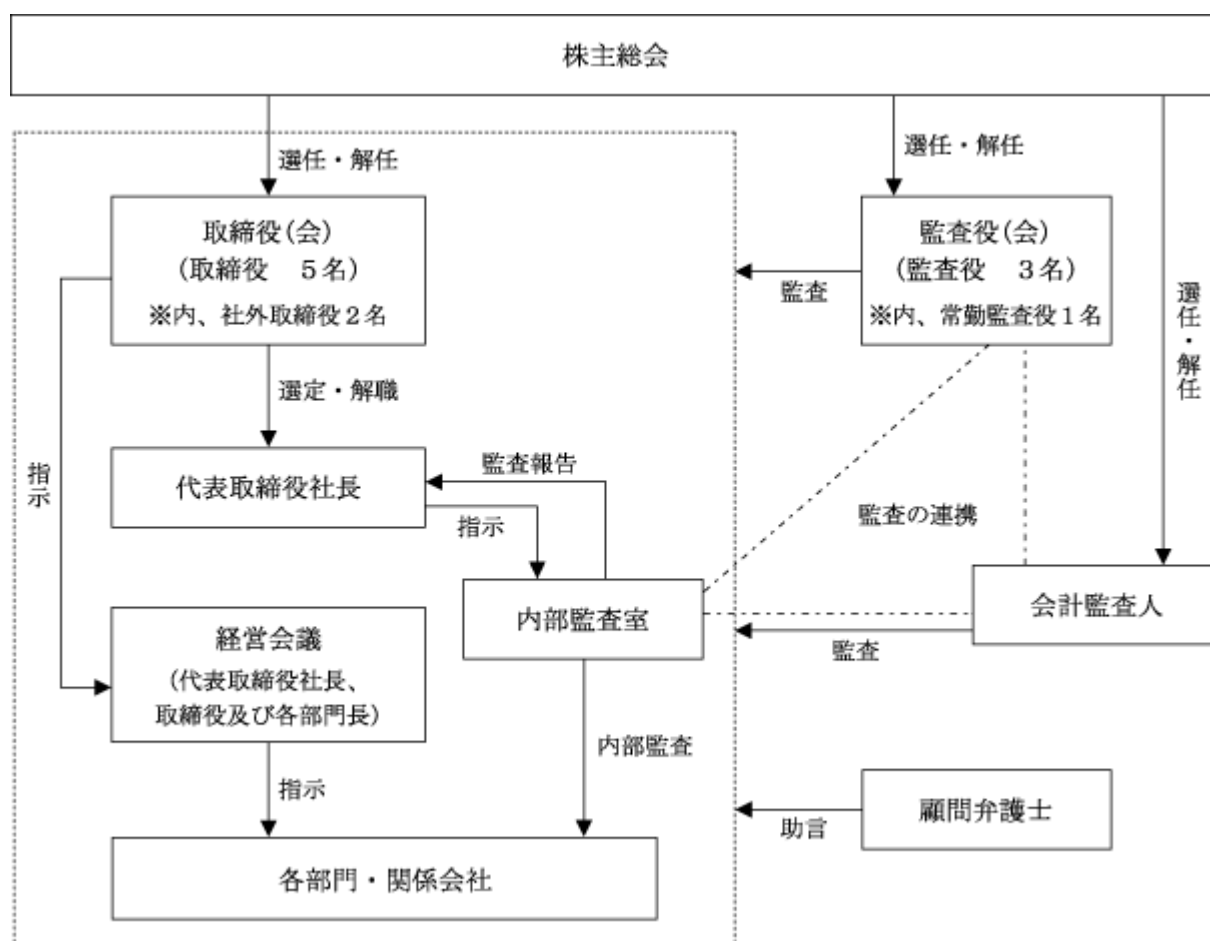 株主総会
選任・解任
選任・解任
選任・解任
取締役(会)
(取締役　5名)
※内、社外取締役2名
監査役(会)
(監査役　3名)
※内、常勤監査役1名
監査
選定・解職
指示
代表取締役社長
監査報告
指示
監査の連携
内部監査室
会計監査人
監査
経営会議
(代表取締役社長、
取締役及び各部門長)
内部監査
指示
顧問弁護士
助言
各部門・関係会社